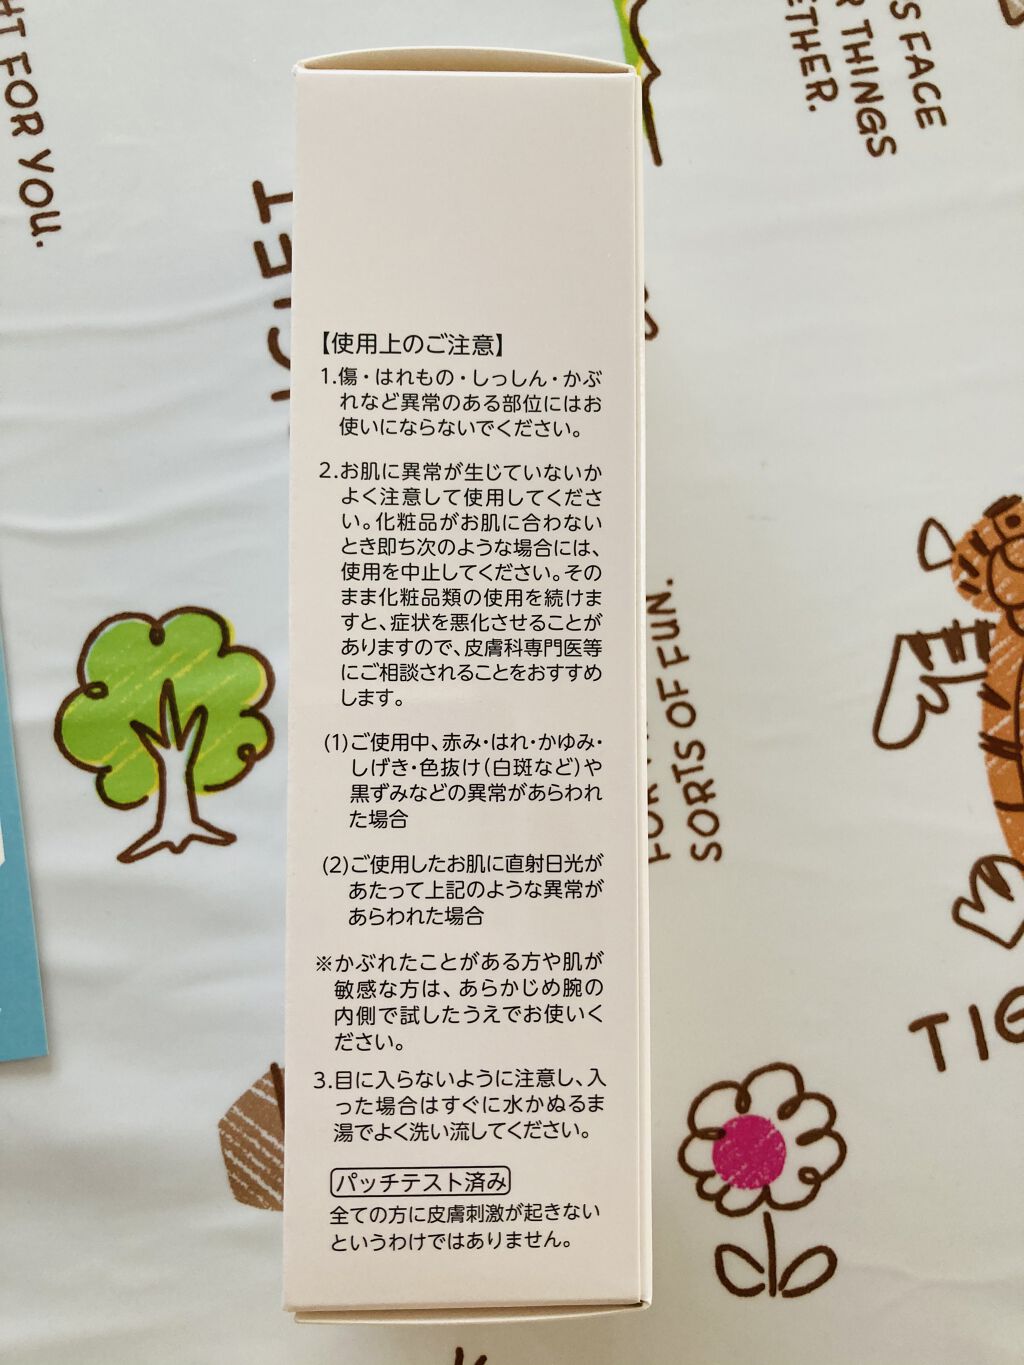 【使用上のご注意】
1.傷・はれもの・しっしん・かぶ
れなど異常のある部位にはお
使いにならないでください。
2.お肌に異常が生じていないか
よく注意して使用してくださ
い。化粧品がお肌に合わない
とき即ち次のような場合には、
使用を中止してください。その
まま化粧品類の使用を続けま
すと、症状を悪化させることが
ありますので、皮膚科専門医等
にご相談されることをおすすめ
します。
(1)ご使用中、赤み・はれ・かゆみ・
しげき・色抜け(白斑など)や
黒ずみなどの異常があらわれ
た場合
(2)ご使用したお肌に直射日光が
あたって上記のような異常が
あらわれた場合
※かぶれたことがある方や肌が
敏感な方は、あらかじめ腕の
内側で試したうえでお使いく
ださい。
3.目に入らないように注意し、入
った場合はすぐに水かぬるま
湯でよく洗い流してください。
パッチテスト済み
全ての方に皮膚刺激が起きない
というわけではありません。
FOR YOU.
S FACE
THINGS
ETHER.
OF FUN.
SORTS OF
TIG